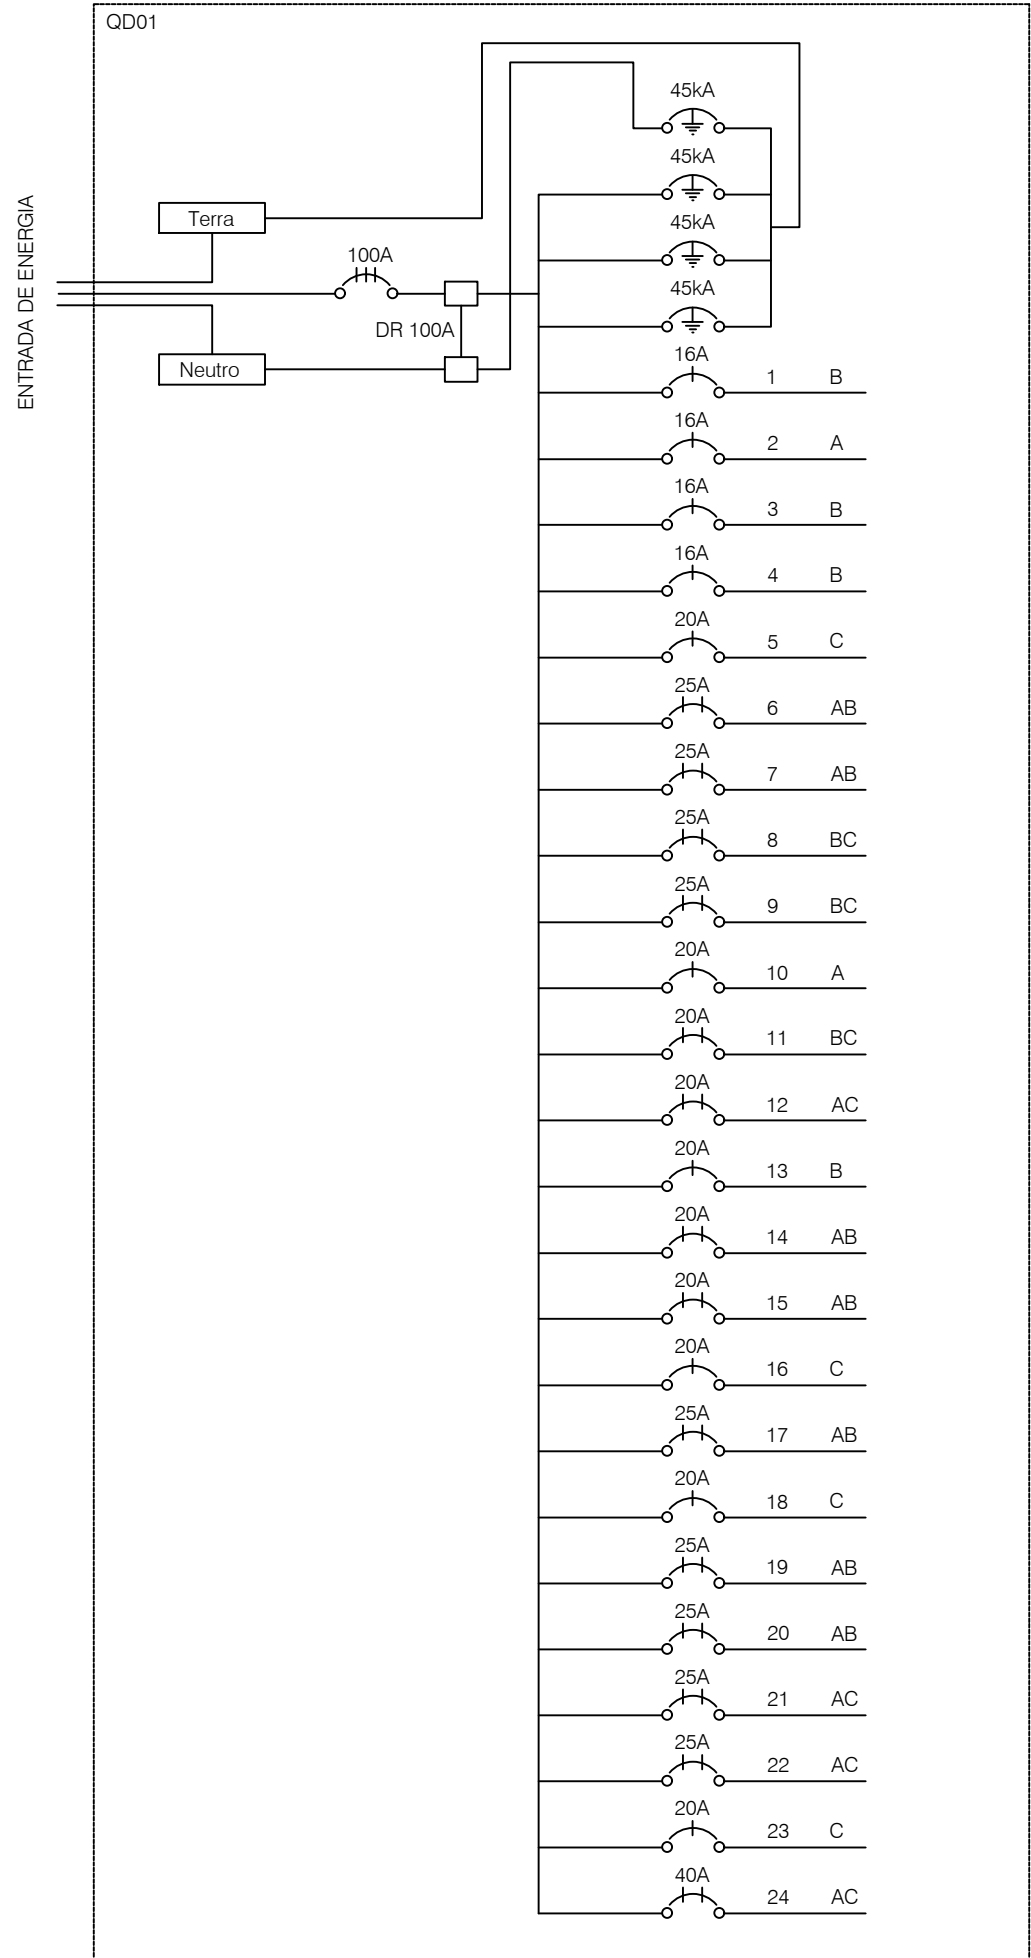 QD01
ENTRADA DE ENERGIA
Terra
100A
DR 100A
Neutro
45kA
45kA
45kA
45kA
16A
1 B
16A
2 A
16A
3 B
16A
4 B
20A
5 C
25A
6 AB
25A
7 AB
25A
8 BC
25A
9 BC
20A
10 A
20A
11 BC
20A
12 AC
20A
13 B
20A
14 AB
20A
15 AB
20A
16 C
25A
17 AB
20A
18 C
25A
19 AB
25A
20 AB
25A
21 AC
25A
22 AC
20A
23 C
40A
24 AC